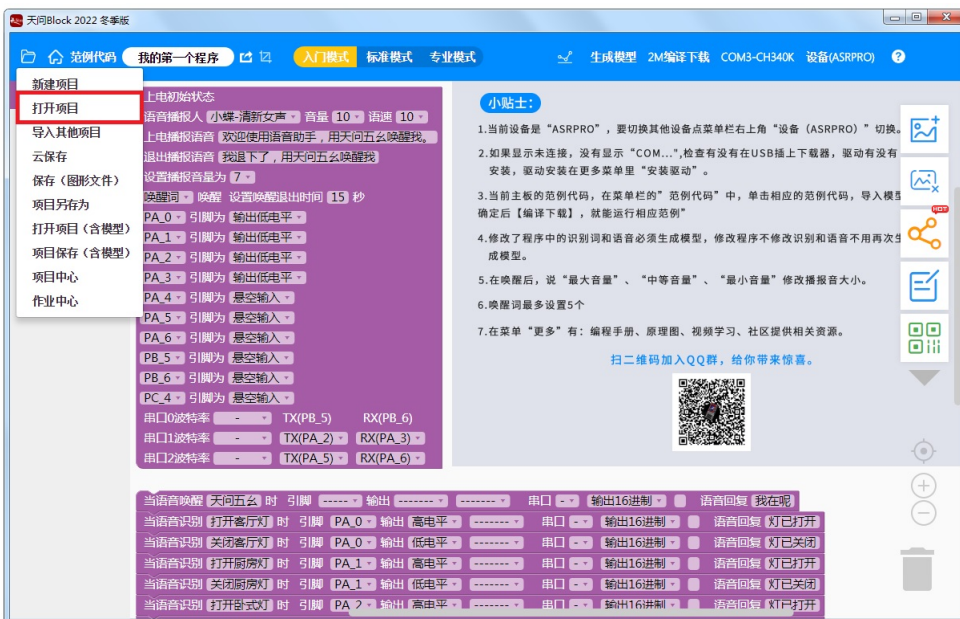 天问Block 2022 冬季版
范例代码 我的第一个程序 入门模式 标准模式 专业模式 生成模型 2M编译下载 COM3-CH340K 设备(ASRPRO) ?
新建项目
打开项目
导入其他项目
云保存
保存（图形文件）
项目另存为
打开项目（含模型）
项目保存（含模型）
项目中心
作业中心
上电初始状态
语音播报人 小蝶-清新女声 音量 10 语速 10
上电播报语音 欢迎使用语音助手，用天问五幺唤醒我。
退出播报语音 我退下了，用天问五幺唤醒我
设置播报音量为 7
唤醒词 唤醒 设置唤醒退出时间 15 秒
PA_0 引脚为 输出低电平
PA_1 引脚为 输出低电平
PA_2 引脚为 输出低电平
PA_3 引脚为 输出低电平
PA_4 引脚为 悬空输入
PA_5 引脚为 悬空输入
PA_6 引脚为 悬空输入
PB_5 引脚为 悬空输入
PB_6 引脚为 悬空输入
PC_4 引脚为 悬空输入
串口0波特率 - TX(PB_5) RX(PB_6)
串口1波特率 - TX(PA_2) RX(PA_3)
串口2波特率 - TX(PA_5) RX(PA_6)
小贴士：
1.当前设备是“ASRPRO”，要切换其他设备点菜单栏右上角“设备（ASRPRO）”切换。
2.如果显示未连接，没有显示“COM...",检查有没有在USB插上下载器，驱动有没有
安装，驱动安装在更多菜单里“安装驱动”。
3.当前主板的范例代码，在菜单栏的”范例代码”中，单击相应的范例代码，导入模型
确定后【编译下载】，就能运行相应范例”
4.修改了程序中的识别词和语音必须生成模型，修改程序不修改识别和语音不用再次生
成模型。
5.在唤醒后，说“最大音量”、“中等音量”、“最小音量”修改播报音大小。
6.唤醒词最多设置5个
7.在菜单“更多”有：编程手册、原理图、视频学习、社区提供相关资源。
扫二维码加入QQ群，给你带来惊喜。
HOT
当语音唤醒 天问五幺 时 引脚 ----- 输出 ------- ------- 串口 - 输出16进制 语音回复 我在呢
当语音识别 打开客厅灯 时 引脚 PA_0 输出 高电平 ------- 串口 - 输出16进制 语音回复 灯已打开
当语音识别 关闭客厅灯 时 引脚 PA_0 输出 低电平 ------- 串口 - 输出16进制 语音回复 灯已关闭
当语音识别 打开厨房灯 时 引脚 PA_1 输出 高电平 ------- 串口 - 输出16进制 语音回复 灯已打开
当语音识别 关闭厨房灯 时 引脚 PA_1 输出 低电平 ------- 串口 - 输出16进制 语音回复 灯已关闭
当语音识别 打开卧式灯 时 引脚 PA_2 输出 高电平 ------- 串口 - 输出16进制 语音回复 灯已打开